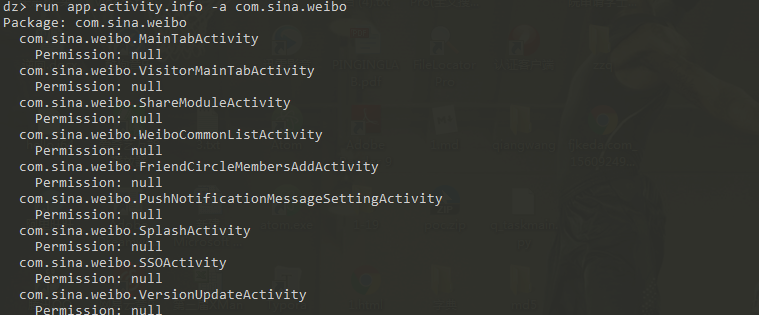 dz> run app.activity.info -a com.sina.weibo
Package: com.sina.weibo
com.sina.weibo.MainTabActivity
Permission: null
com.sina.weibo.VisitorMainTabActivity
Permission: null
com.sina.weibo.ShareModuleActivity
Permission: null
com.sina.weibo.WeiboCommonListActivity
Permission: null
com.sina.weibo.FriendCircleMembersAddActivity
Permission: null
com.sina.weibo.PushNotificationMessageSettingActivity
Permission: null
com.sina.weibo.SplashActivity
Permission: null
com.sina.weibo.SSOActivity
Permission: null
com.sina.weibo.VersionUpdateActivity
Permission: null